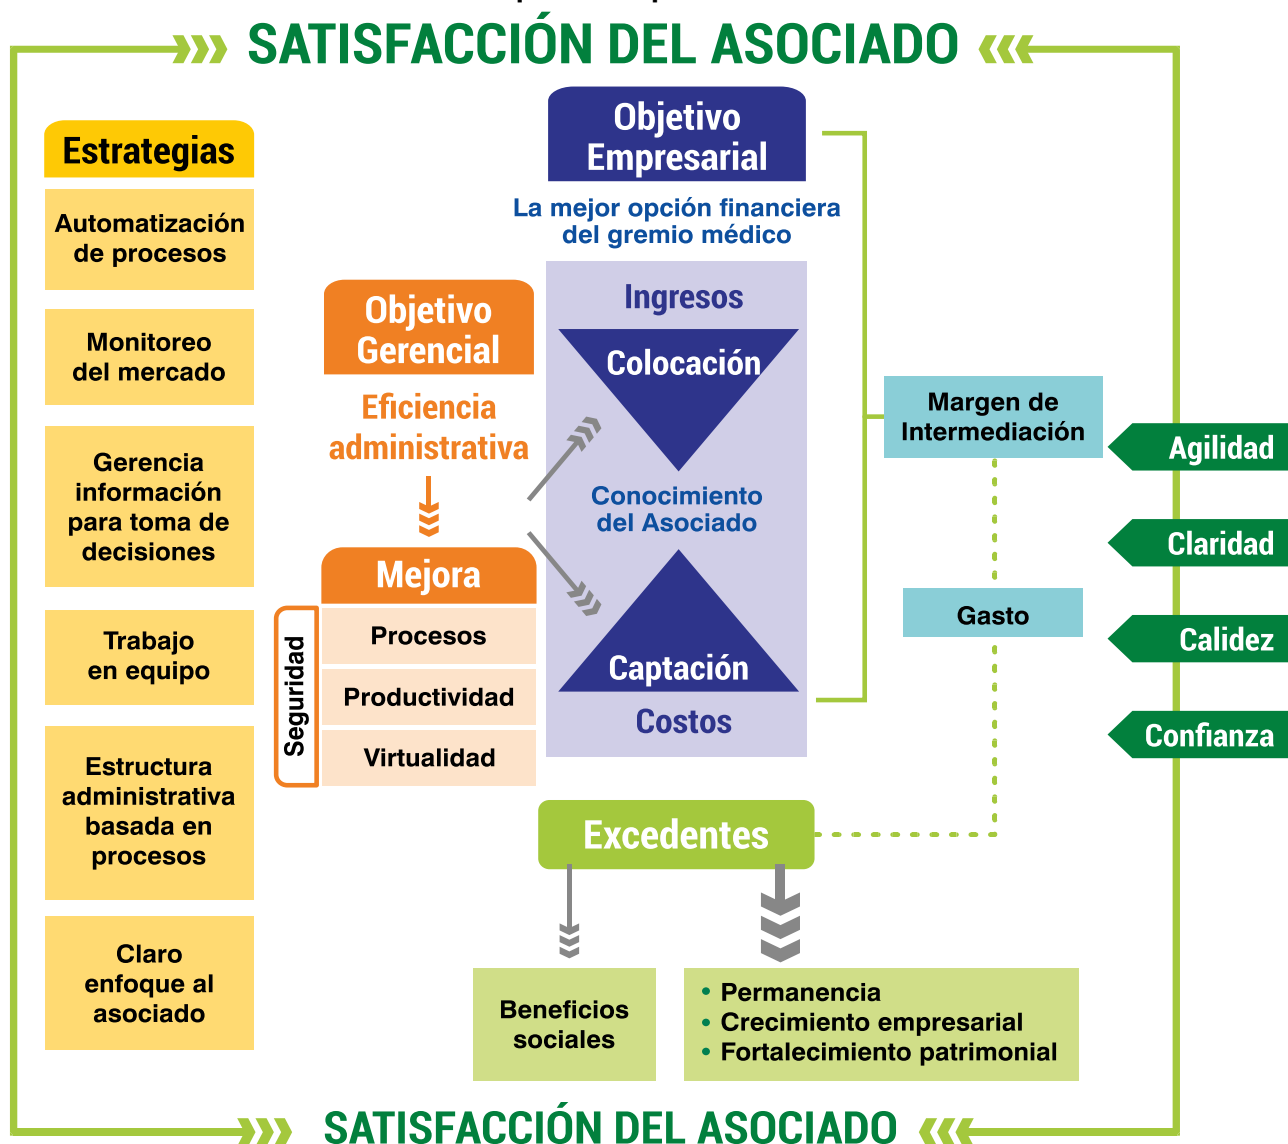 SATISFACCIÓN DEL ASOCIADO
Estrategias
Automatización
de procesos
Monitoreo
del mercado
Gerencia
información
para toma de
decisiones
Trabajo
en equipo
Estructura
administrativa
basada en
procesos
Claro
enfoque al
asociado
Objetivo
Gerencial
Eficiencia
administrativa
Mejora
Seguridad
Procesos
Productividad
Virtualidad
Objetivo
Empresarial
La mejor opción financiera
del gremio médico
Ingresos
Colocación
Conocimiento
del Asociado
Captación
Costos
Margen de
Intermediación
Gasto
Agilidad
Claridad
Calidez
Confianza
Excedentes
Beneficios
sociales
• Permanencia
• Crecimiento empresarial
• Fortalecimiento patrimonial
SATISFACCIÓN DEL ASOCIADO